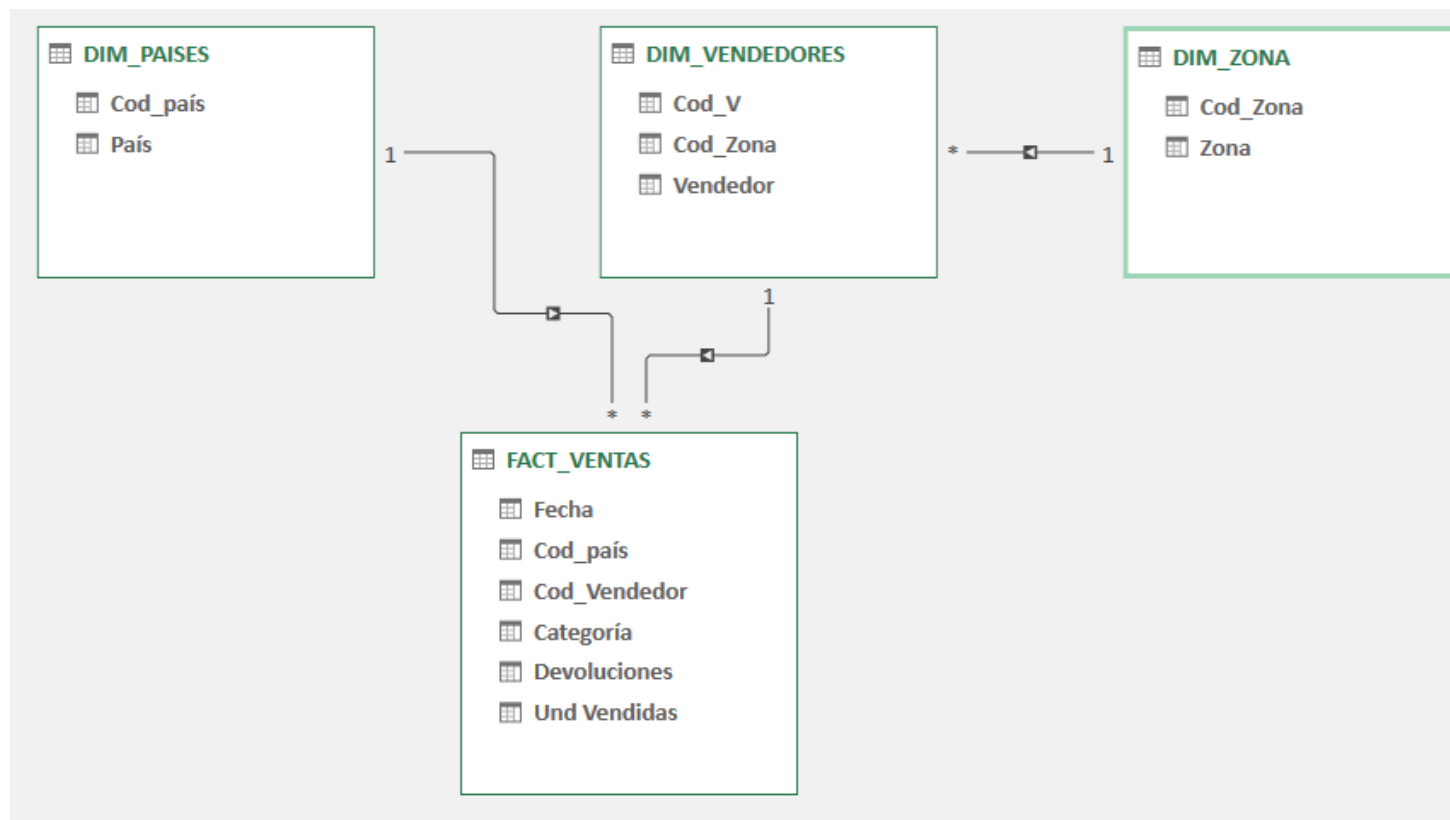 DIM_PAISES
Cod_país
País
1
DIM_VENDEDORES
Cod_V
Cod_Zona
Vendedor
* 1
DIM_ZONA
Cod_Zona
Zona
1
* *
FACT_VENTAS
Fecha
Cod_país
Cod_Vendedor
Categoría
Devoluciones
Und Vendidas